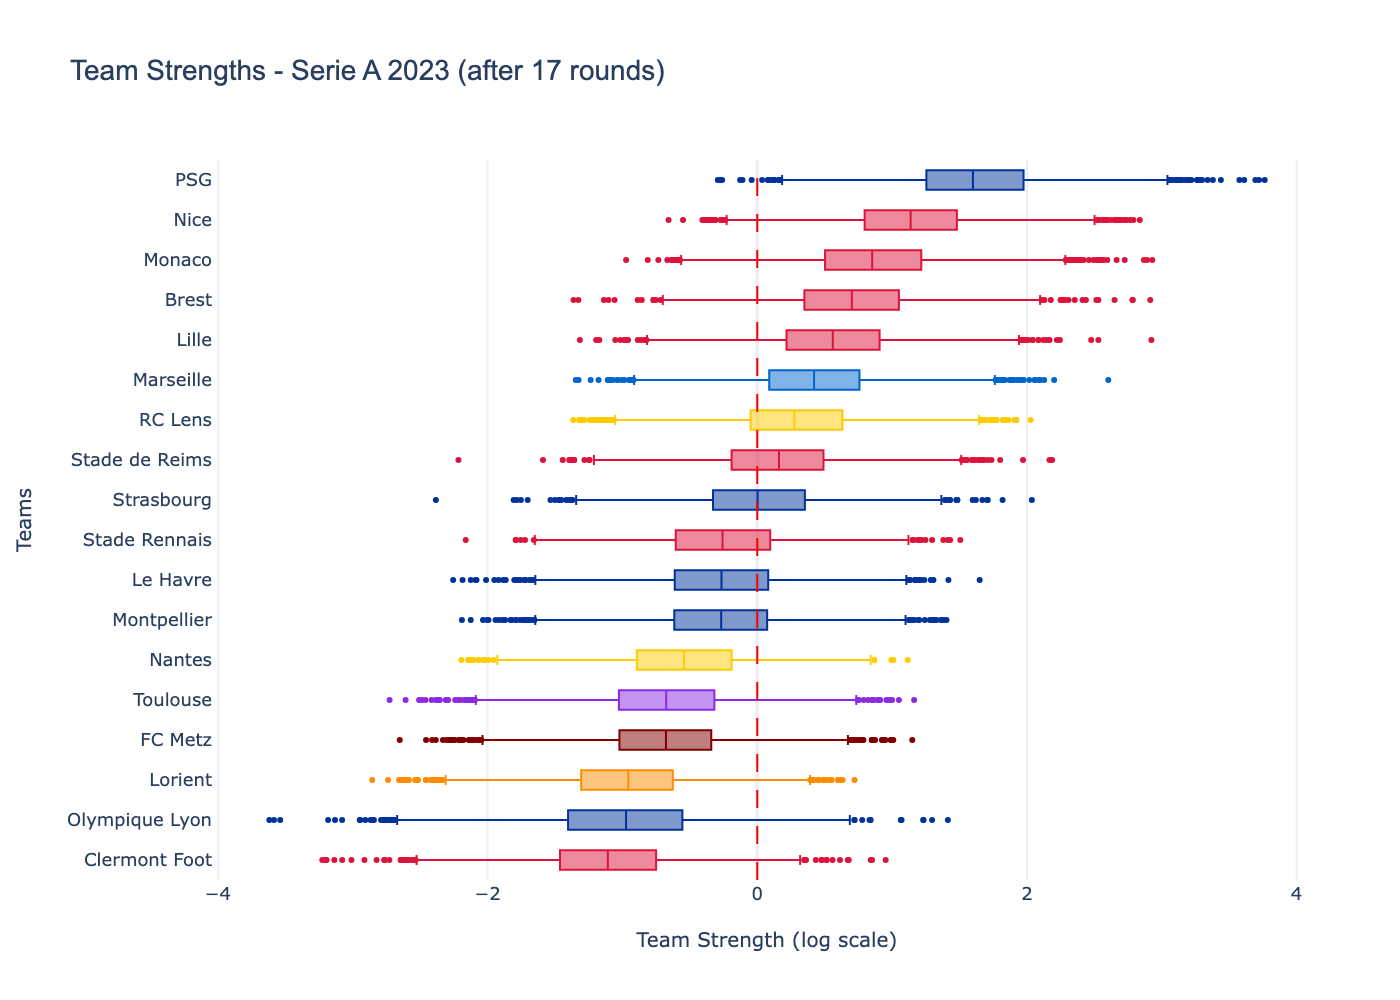 Team Strengths - Serie A 2023 (after 17 rounds)
PSG
Nice
Monaco
Brest
Lille
Marseille
RC Lens
Stade de Reims
Strasbourg
Stade Rennais
Le Havre
Montpellier
Nantes
Toulouse
FC Metz
Lorient
Olympique Lyon
Clermont Foot
Teams
−4 −2 0 2 4
Team Strength (log scale)